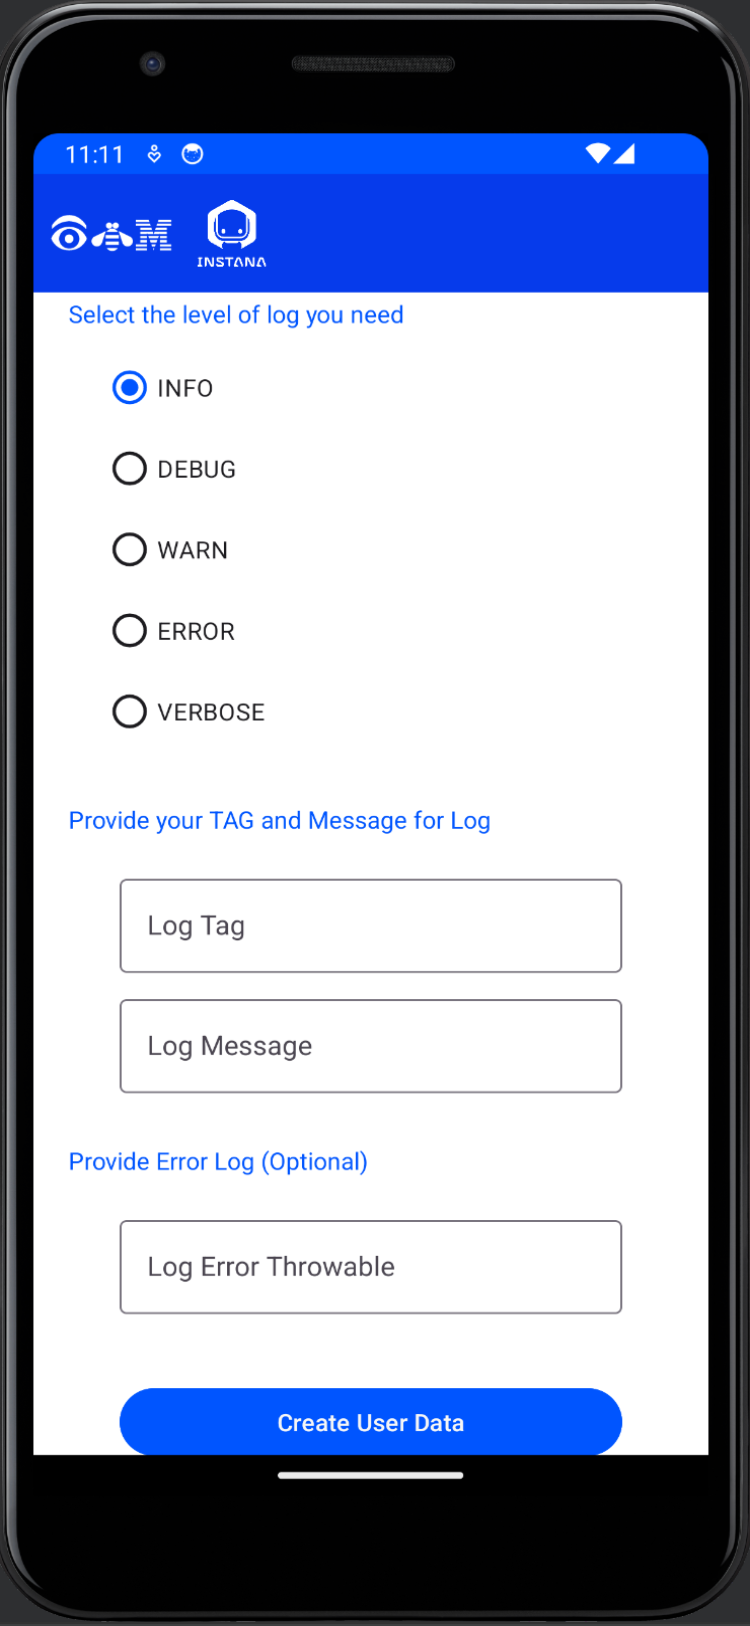 11:11
M
INSTANA
Select the level of log you need
INFO
DEBUG
WARN
ERROR
VERBOSE
Provide your TAG and Message for Log
Log Tag
Log Message
Provide Error Log (Optional)
Log Error Throwable
Create User Data